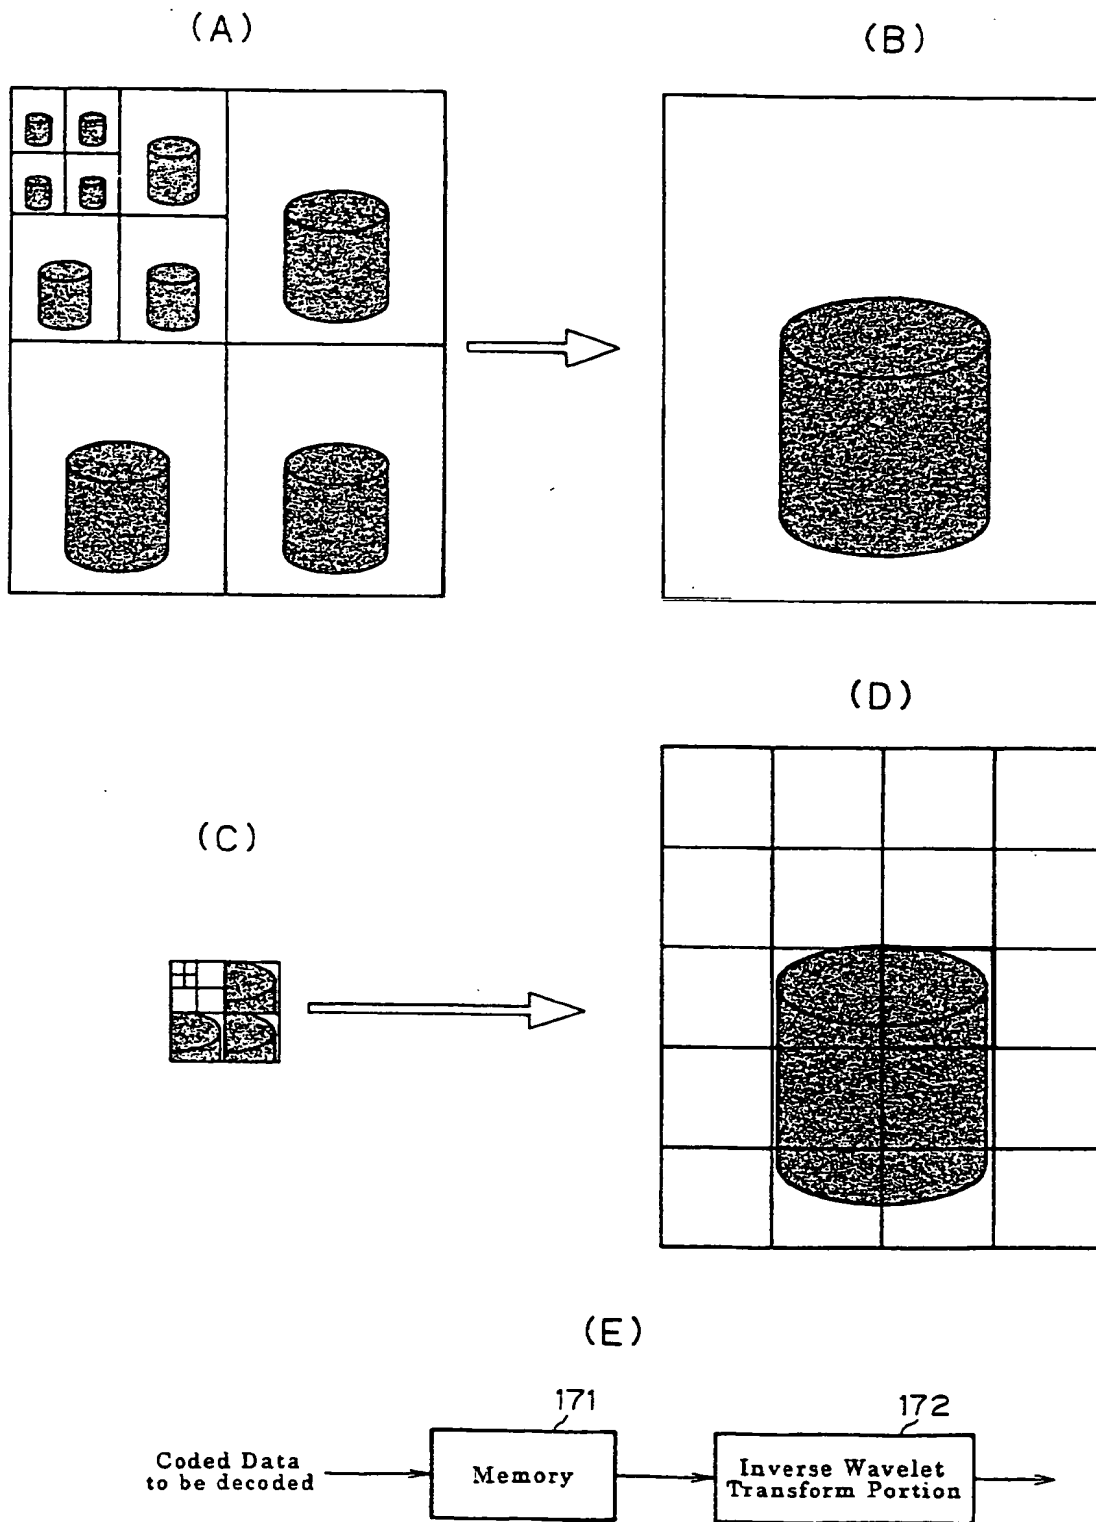 (A)
(B)
(C)
(D)
(E)
171
172
Coded Data
to be decoded
Memory
Inverse Wavelet
Transform Portion